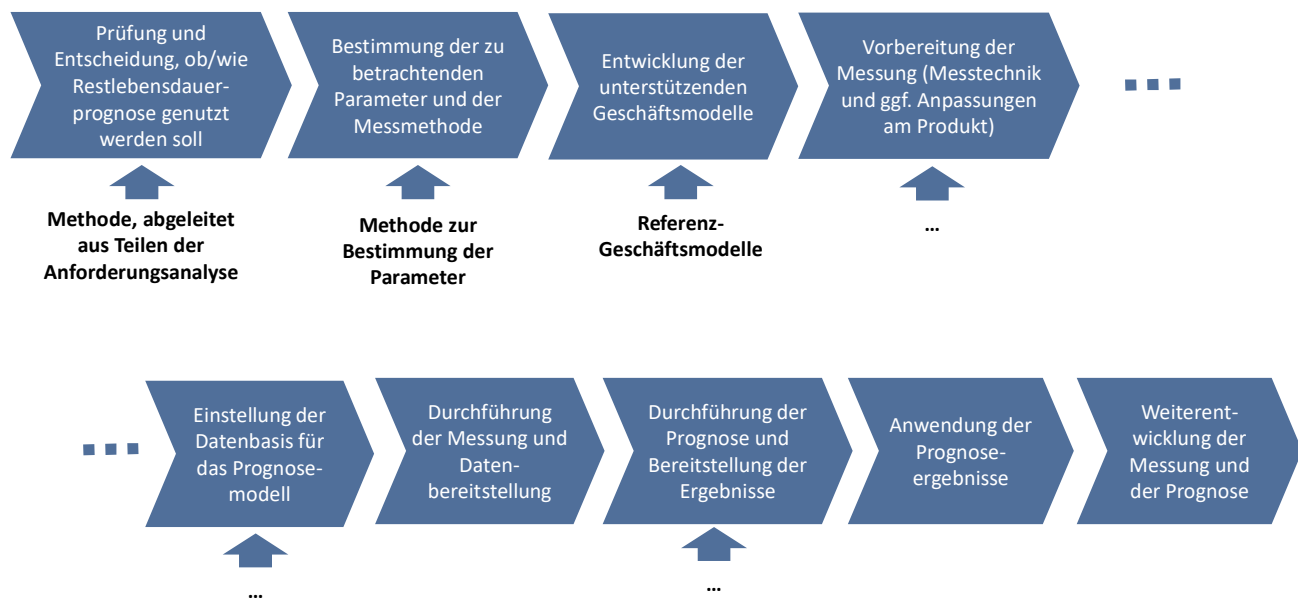 Prüfung und
Entscheidung, ob/wie
Restlebensdauer-
prognose genutzt
werden soll
Bestimmung der zu
betrachtenden
Parameter und der
Messmethode
Entwicklung der
unterstützenden
Geschäftsmodelle
Vorbereitung der
Messung (Messtechnik
und ggf. Anpassungen
am Produkt)
Methode, abgeleitet
aus Teilen der
Anforderungsanalyse
Methode zur
Bestimmung der
Parameter
Referenz-
Geschäftsmodelle
...
Einstellung der
Datenbasis für
das Prognose-
modell
Durchführung
der Messung und
Daten-
bereitstellung
Durchführung der
Prognose und
Bereitstellung der
Ergebnisse
Anwendung der
Prognose-
ergebnisse
Weiterent-
wicklung der
Messung und
der Prognose
...
...